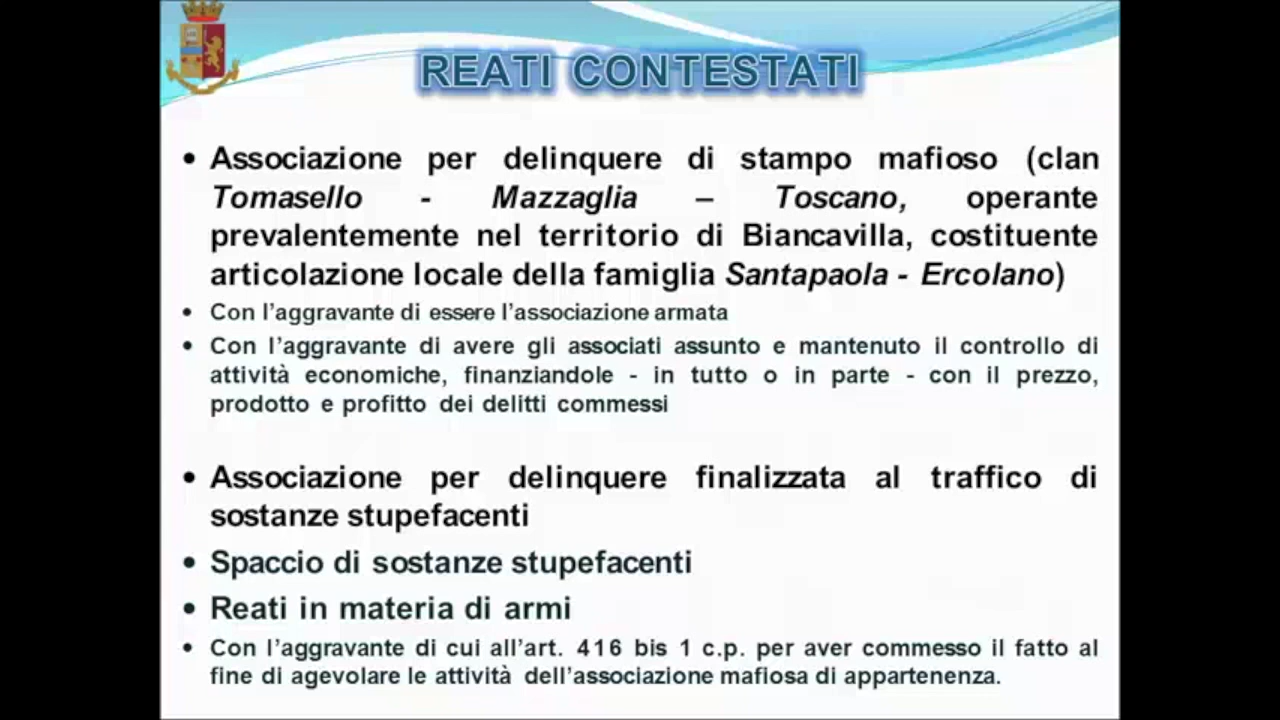 REATI CONTESTATI
• Associazione per delinquere di stampo mafioso (clan
Tomasello - Mazzaglia – Toscano, operante
prevalentemente nel territorio di Biancavilla, costituente
articolazione locale della famiglia Santapaola - Ercolano)
• Con l’aggravante di essere l’associazione armata
• Con l’aggravante di avere gli associati assunto e mantenuto il controllo di
attività economiche, finanziandole - in tutto o in parte - con il prezzo,
prodotto e profitto dei delitti commessi
• Associazione per delinquere finalizzata al traffico di
sostanze stupefacenti
• Spaccio di sostanze stupefacenti
• Reati in materia di armi
• Con l’aggravante di cui all’art. 416 bis 1 c.p. per aver commesso il fatto al
fine di agevolare le attività dell’associazione mafiosa di appartenenza.